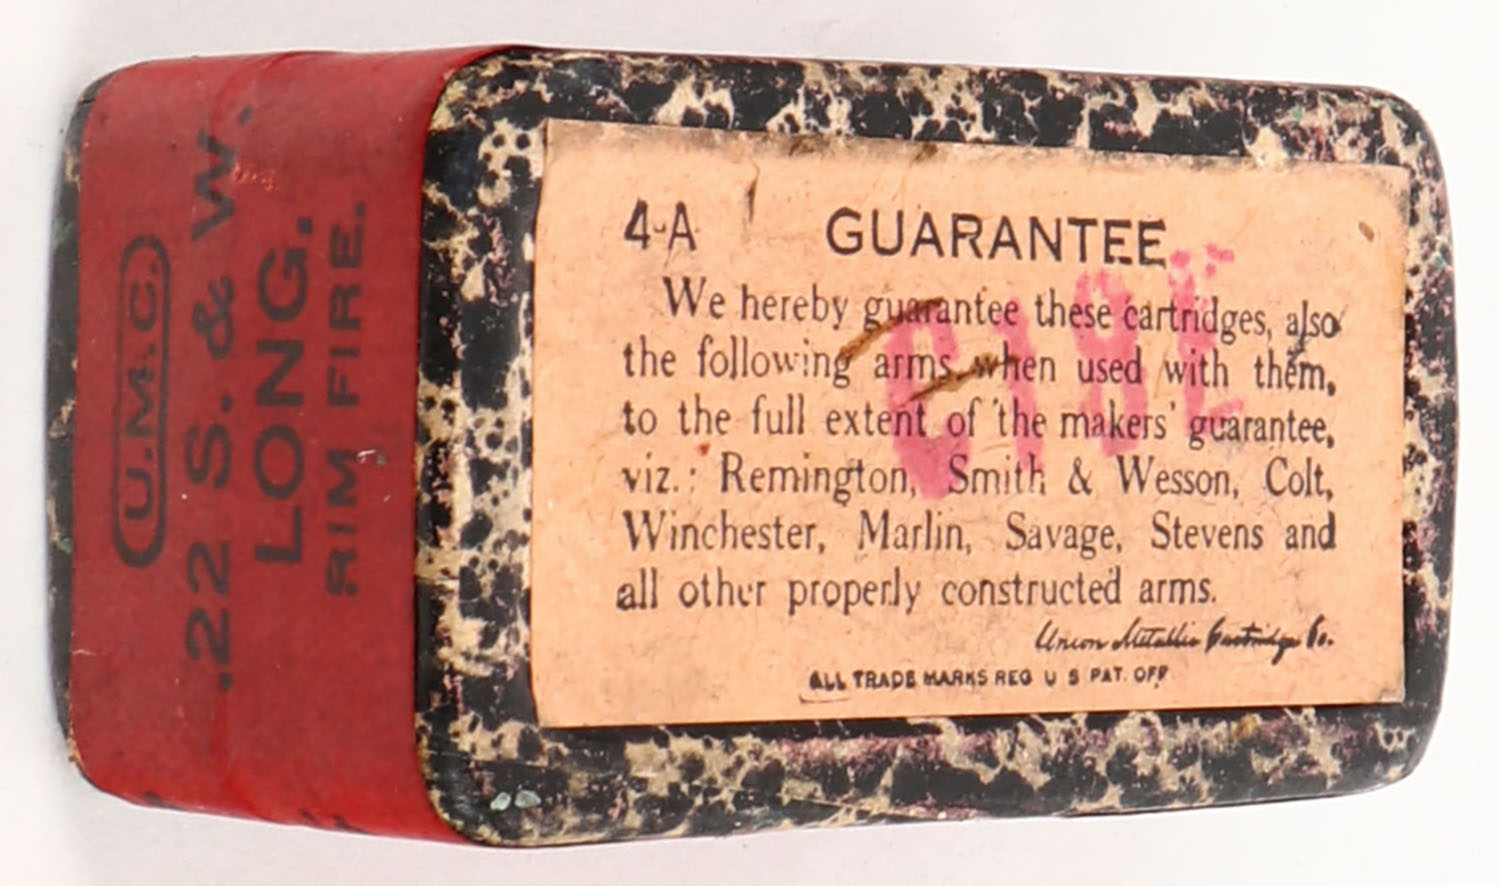 U.M.C.
.22 S. & W.
LONG.
RIM FIRE.
4-A GUARANTEE
We hereby guarantee these cartridges, also
the following arms, when used with them,
to the full extent of the makers' guarantee,
viz.: Remington, Smith & Wesson, Colt,
Winchester, Marlin, Savage, Stevens and
all other properly constructed arms.
Union Metallic Cartridge Co.
ALL TRADE MARKS REG U S PAT. OFF